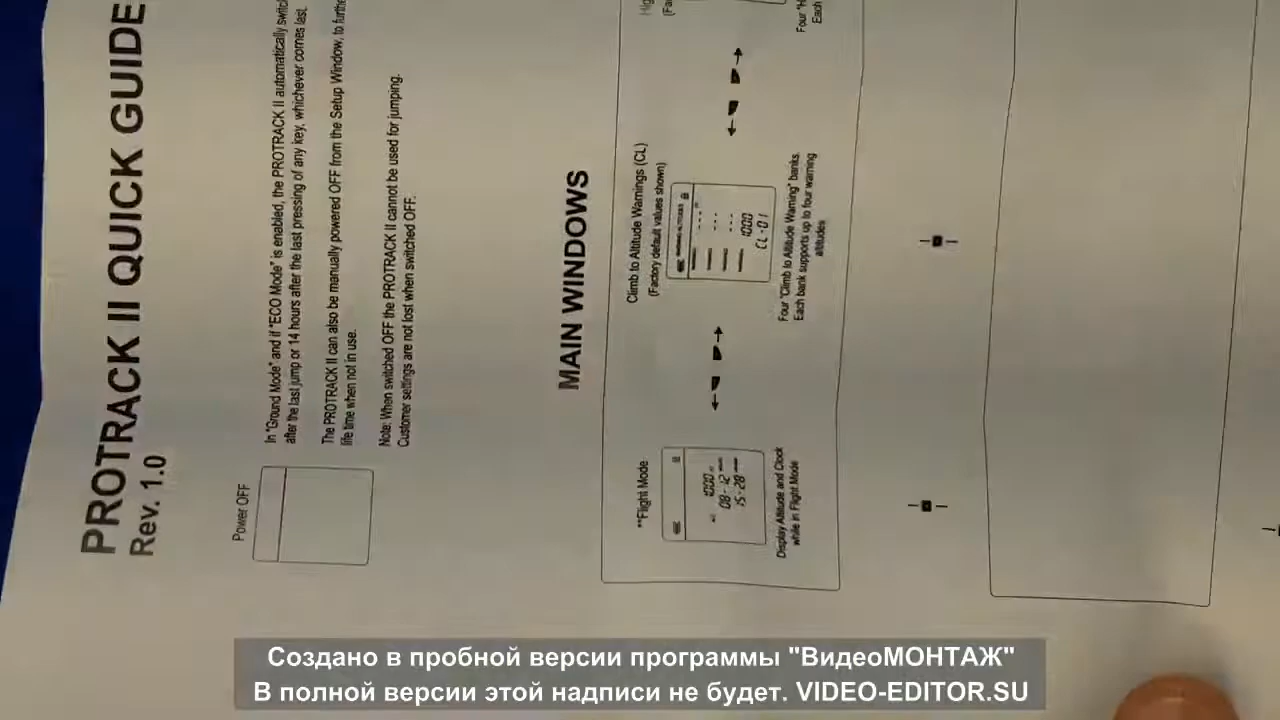 PROTRACK II QUICK GUIDE
Rev. 1.0
Power OFF
In "Ground Mode" and if "ECO Mode" is enabled, the PROTRACK II automatically
after the last jump or 14 hours after the last pressing of any key, whichever comes last.
The PROTRACK II can also be manually powered OFF from the Setup Window, to
life time when not in use.
Note: When switched OFF the PROTRACK II cannot be used for jumping.
Customer settings are not lost when switched OFF.
MAIN WINDOWS
**Flight Mode
1000
08-12
15-28
Display Altitude and Clock
while in Flight Mode
Climb to Altitude Warnings (CL)
(Factory default values shown)
1000
CL-01
Four "Climb to Altitude Warning" banks.
Each bank supports up to four warning
altitudes
Four
Each
Создано в пробной версии программы "ВидеоМОНТАЖ"
В полной версии этой надписи не будет. VIDEO-EDITOR.SU